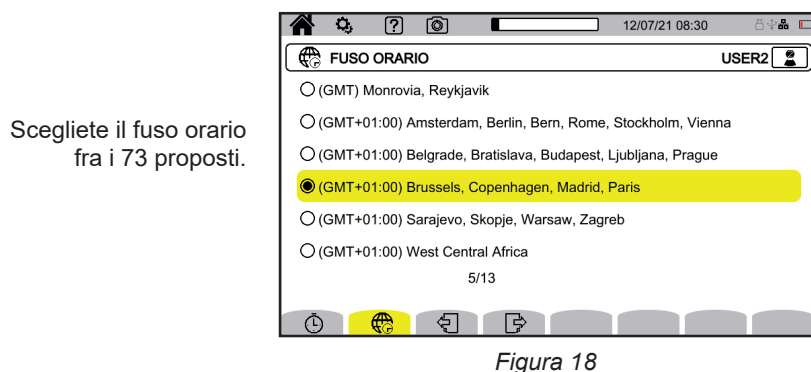 12/07/21 08:30
FUSO ORARIO
USER2
(GMT) Monrovia, Reykjavik
Scegliete il fuso orario
fra i 73 proposti.
(GMT+01:00) Amsterdam, Berlin, Bern, Rome, Stockholm, Vienna
(GMT+01:00) Belgrade, Bratislava, Budapest, Ljubljana, Prague
(GMT+01:00) Brussels, Copenhagen, Madrid, Paris
(GMT+01:00) Sarajevo, Skopje, Warsaw, Zagreb
(GMT+01:00) West Central Africa
5/13
Figura 18